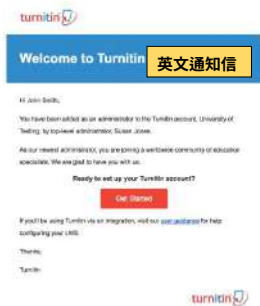 turnitin
Welcome to Turnitin
英文通知信
Hi John Smith,
You have been added as an administrator to the Turnitin account, University of
Testing, by top-level administrator, Susan Jones.
As our newest administrator, you are joining a worldwide community of education
specialists. We are glad to have you with us.
Ready to set up your Turnitin account?
Get Started
If you'll be using Turnitin via an integration, visit our user guidance for help
configuring your LMS.
Thanks,
Turnitin
turnitin